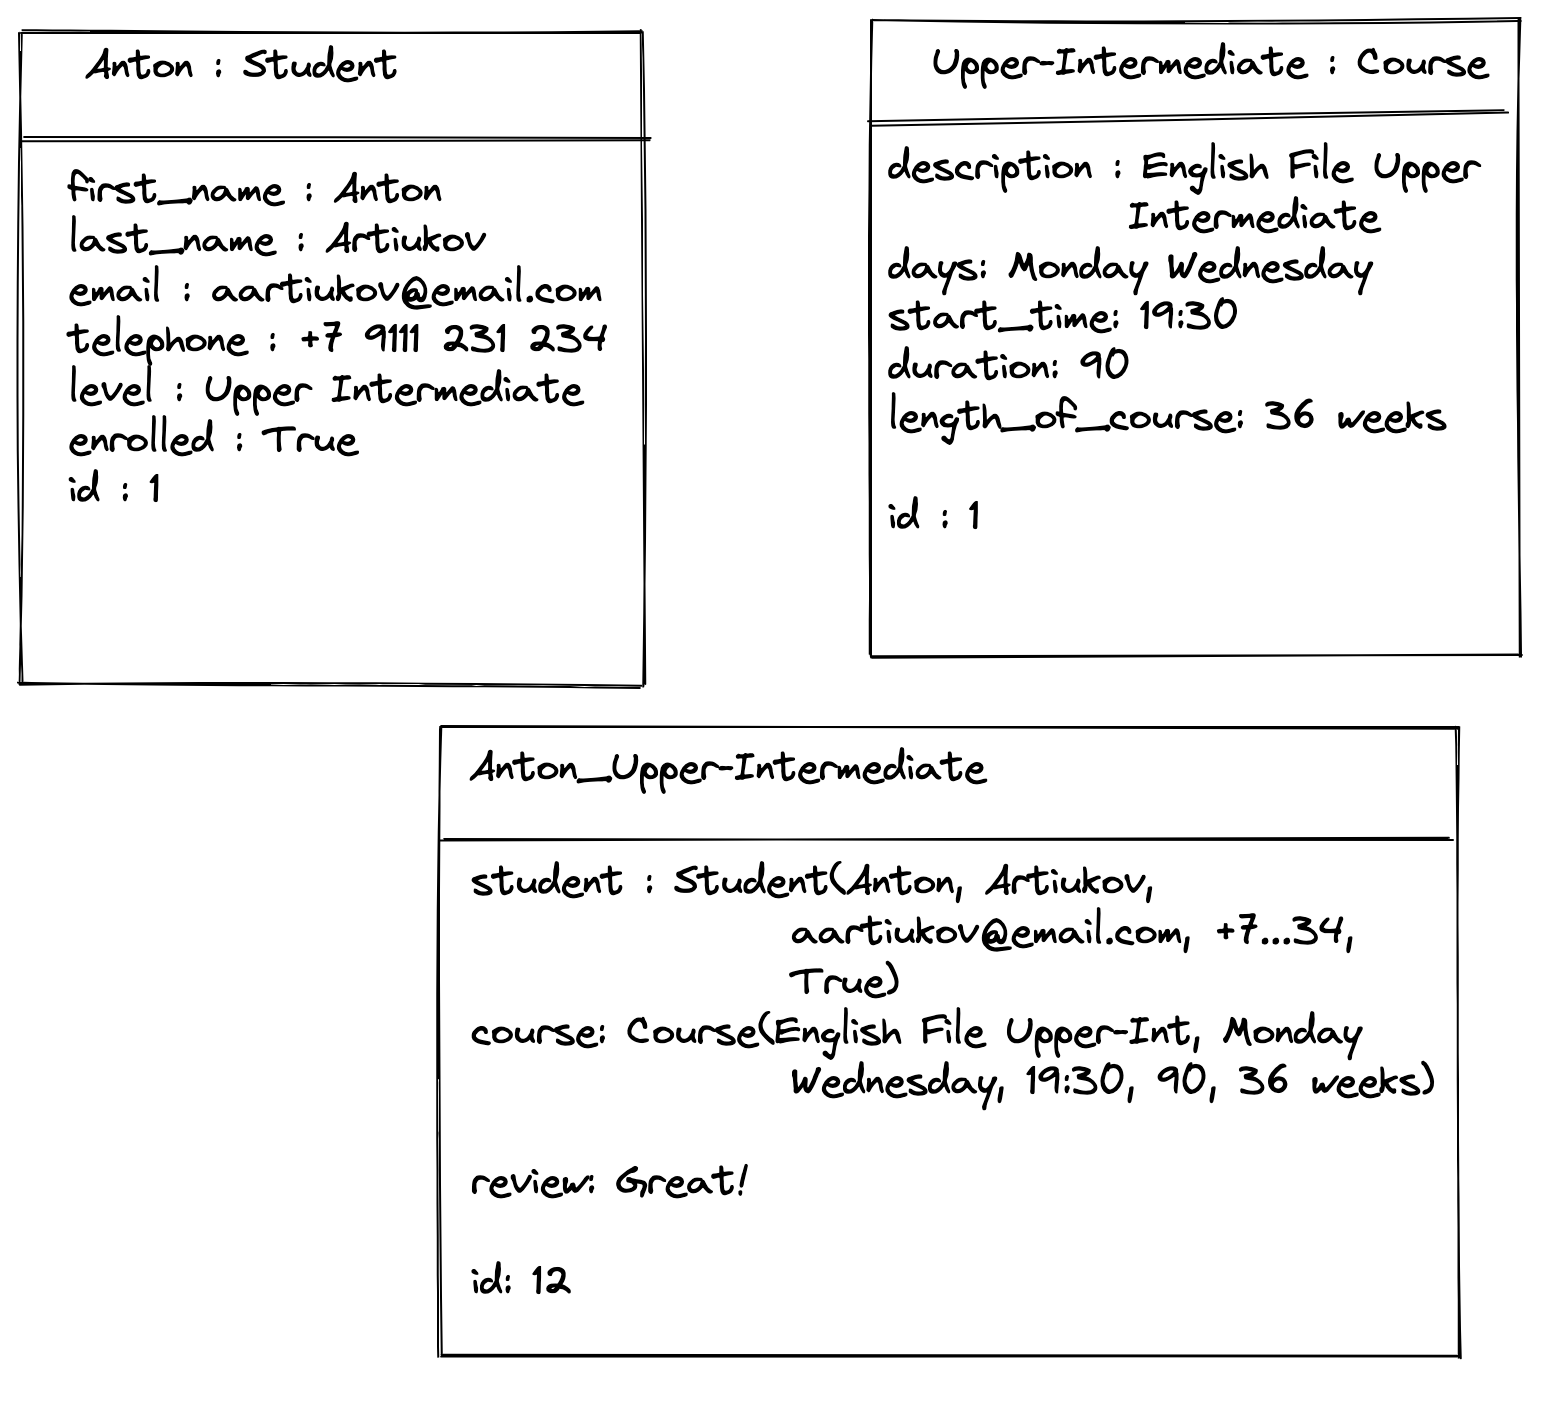 Anton : Student
first_name : Anton
last_name : Artiukov
email : aartiukov@email.com
telephone : +7 9111 231 234
level : Upper Intermediate
enrolled : True
id : 1
Upper-Intermediate : Course
description : English File Upper
Intermediate
days: Monday Wednesday
start_time: 19:30
duration: 90
length_of_course: 36 weeks
id : 1
Anton_Upper-Intermediate
student : Student(Anton, Artiukov,
aartiukov@email.com, +7...34,
True)
course: Course(English File Upper-Int, Monday
Wednesday, 19:30, 90, 36 weeks)
review: Great!
id: 12